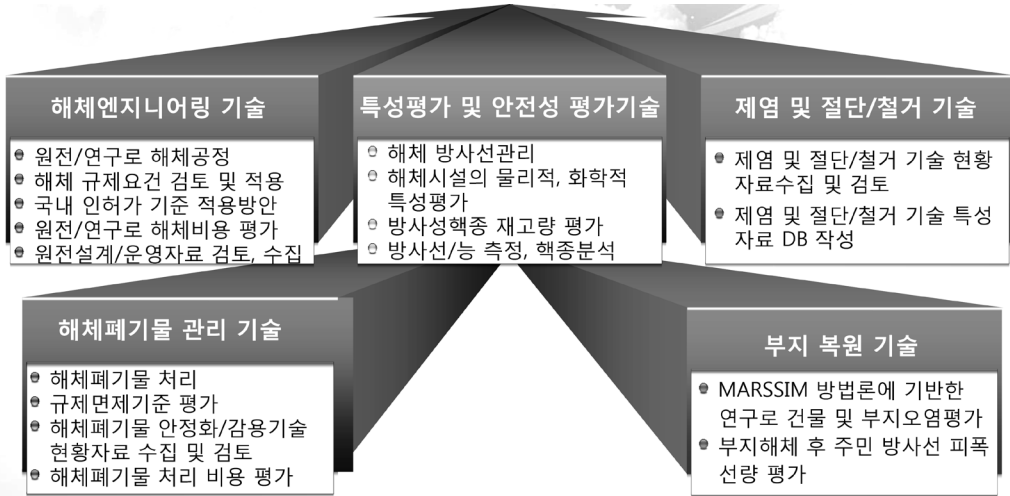 해체엔지니어링 기술
원전/연구로 해체공정
해체 규제요건 검토 및 적용
국내 인허가 기준 적용방안
원전/연구로 해체비용 평가
원전설계/운영자료 검토, 수집
특성평가 및 안전성 평가기술
해체 방사선관리
해체시설의 물리적, 화학적
특성평가
방사성핵종 재고량 평가
방사선/능 측정, 핵종분석
제염 및 절단/철거 기술
제염 및 절단/철거 기술 현황
자료수집 및 검토
제염 및 절단/철거 기술 특성
자료 DB 작성
해체폐기물 관리 기술
해체폐기물 처리
규제면제기준 평가
해체폐기물 안정화/감용기술
현황자료 수집 및 검토
해체폐기물 처리 비용 평가
부지 복원 기술
MARSSIM 방법론에 기반한
연구로 건물 및 부지오염평가
부지해체 후 주민 방사선 피폭
선량 평가